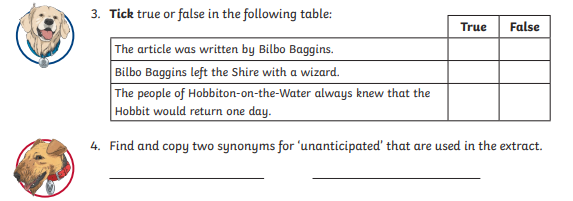 3. Tick true or false in the following table:
True False
The article was written by Bilbo Baggins.
Bilbo Baggins left the Shire with a wizard.
The people of Hobbiton-on-the-Water always knew that the
Hobbit would return one day.
4. Find and copy two synonyms for ‘unanticipated’ that are used in the extract.